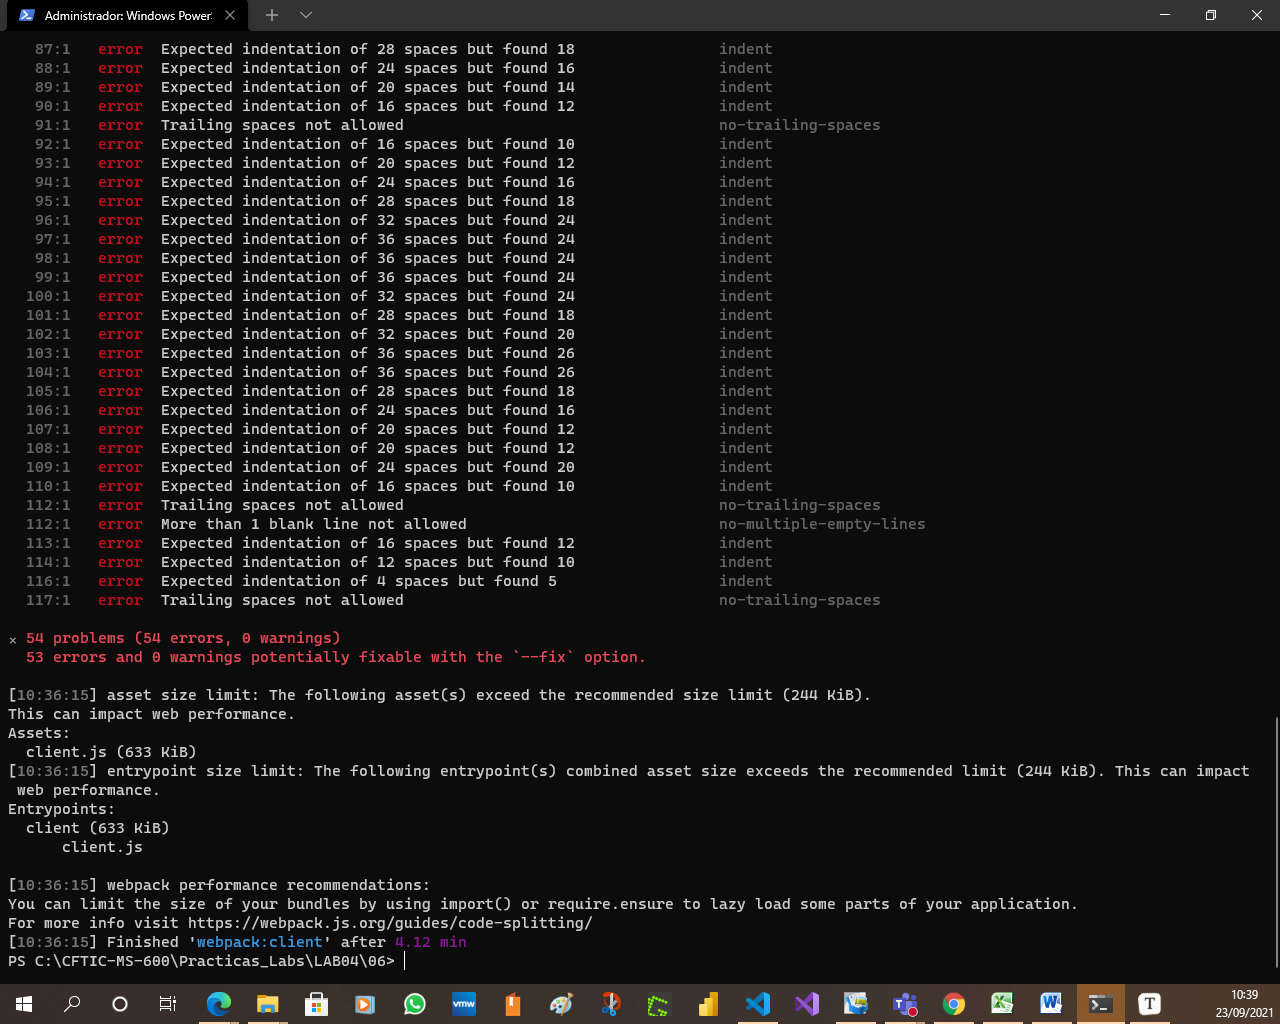 Administrador: Windows Power
87:1 error Expected indentation of 28 spaces but found 18 indent
88:1 error Expected indentation of 24 spaces but found 16 indent
89:1 error Expected indentation of 20 spaces but found 14 indent
90:1 error Expected indentation of 16 spaces but found 12 indent
91:1 error Trailing spaces not allowed no-trailing-spaces
92:1 error Expected indentation of 16 spaces but found 10 indent
93:1 error Expected indentation of 20 spaces but found 12 indent
94:1 error Expected indentation of 24 spaces but found 16 indent
95:1 error Expected indentation of 28 spaces but found 18 indent
96:1 error Expected indentation of 32 spaces but found 24 indent
97:1 error Expected indentation of 36 spaces but found 24 indent
98:1 error Expected indentation of 36 spaces but found 24 indent
99:1 error Expected indentation of 36 spaces but found 24 indent
100:1 error Expected indentation of 32 spaces but found 24 indent
101:1 error Expected indentation of 28 spaces but found 18 indent
102:1 error Expected indentation of 32 spaces but found 20 indent
103:1 error Expected indentation of 36 spaces but found 26 indent
104:1 error Expected indentation of 36 spaces but found 26 indent
105:1 error Expected indentation of 28 spaces but found 18 indent
106:1 error Expected indentation of 24 spaces but found 16 indent
107:1 error Expected indentation of 20 spaces but found 12 indent
108:1 error Expected indentation of 20 spaces but found 12 indent
109:1 error Expected indentation of 24 spaces but found 20 indent
110:1 error Expected indentation of 16 spaces but found 10 indent
112:1 error Trailing spaces not allowed no-trailing-spaces
112:1 error More than 1 blank line not allowed no-multiple-empty-lines
113:1 error Expected indentation of 16 spaces but found 12 indent
114:1 error Expected indentation of 12 spaces but found 10 indent
116:1 error Expected indentation of 4 spaces but found 5 indent
117:1 error Trailing spaces not allowed no-trailing-spaces
× 54 problems (54 errors, 0 warnings)
53 errors and 0 warnings potentially fixable with the `--fix` option.
[10:36:15] asset size limit: The following asset(s) exceed the recommended size limit (244 KiB).
This can impact web performance.
Assets:
client.js (633 KiB)
[10:36:15] entrypoint size limit: The following entrypoint(s) combined asset size exceeds the recommended limit (244 KiB). This can impact
web performance.
Entrypoints:
client (633 KiB)
client.js
[10:36:15] webpack performance recommendations:
You can limit the size of your bundles by using import() or require.ensure to lazy load some parts of your application.
For more info visit https://webpack.js.org/guides/code-splitting/
[10:36:15] Finished 'webpack:client' after 4.12 min
PS C:\CFTIC-MS-600\Practicas_Labs\LAB04\06>
vmw
T
10:39
23/09/2021